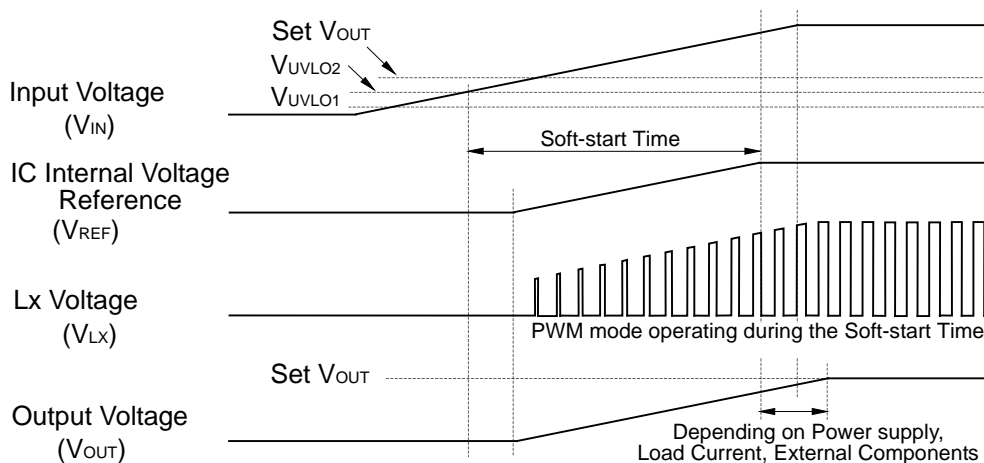 Set VOUT
VUVLO2
VUVLO1
Input Voltage
(VIN)
Soft-start Time
IC Internal Voltage
Reference
(VREF)
Lx Voltage
(VLX)
PWM mode operating during the Soft-start Time
Set VOUT
Output Voltage
(VOUT)
Depending on Power supply,
Load Current, External Components